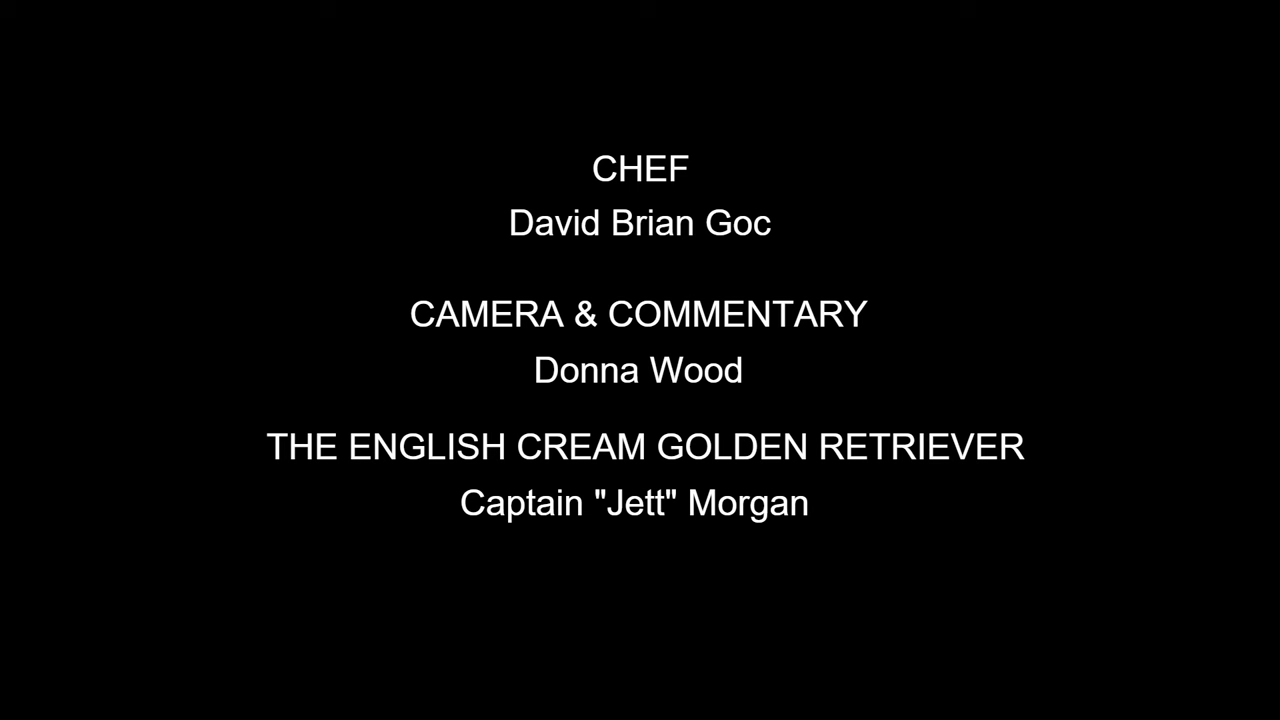 CHEF
David Brian Goc
CAMERA & COMMENTARY
Donna Wood
THE ENGLISH CREAM GOLDEN RETRIEVER
Captain "Jett" Morgan